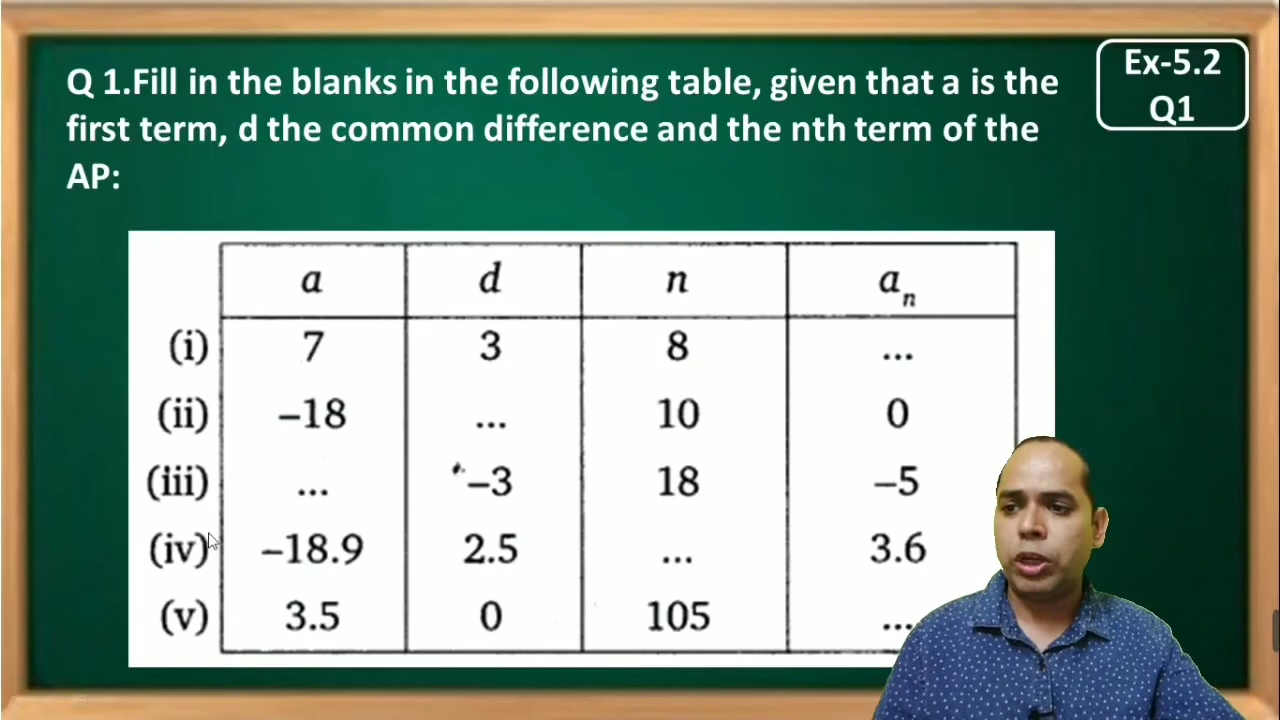 Q 1.Fill in the blanks in the following table, given that a is the
first term, d the common difference and the nth term of the
AP:
Ex-5.2
Q1
a d n aₙ
(i) 7 3 8 ...
(ii) –18 ... 10 0
(iii) ... –3 18 –5
(iv) –18.9 2.5 ... 3.6
(v) 3.5 0 105 ...